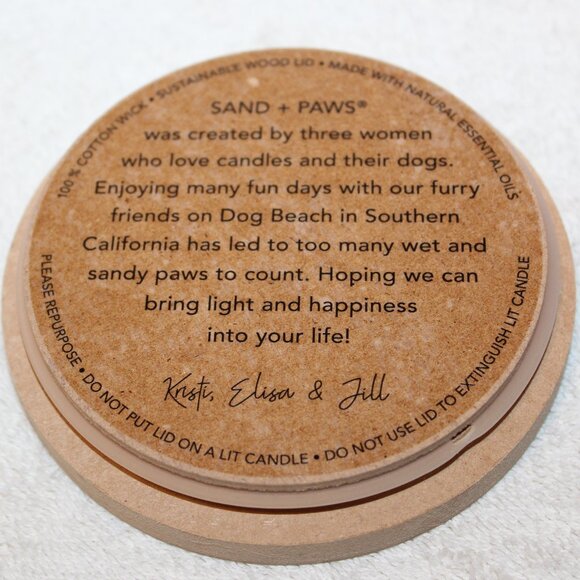 100% COTTON WICK • SUSTAINABLE WOOD LID • MADE WITH NATURAL ESSENTIAL OILS
SAND + PAWS®
was created by three women
who love candles and their dogs.
Enjoying many fun days with our furry
friends on Dog Beach in Southern
California has led to too many wet and
sandy paws to count. Hoping we can
bring light and happiness
into your life!
Kristi, Elisa & Jill
PLEASE REPURPOSE • DO NOT PUT LID ON A LIT CANDLE • DO NOT USE LID TO EXTINGUISH LIT CANDLE